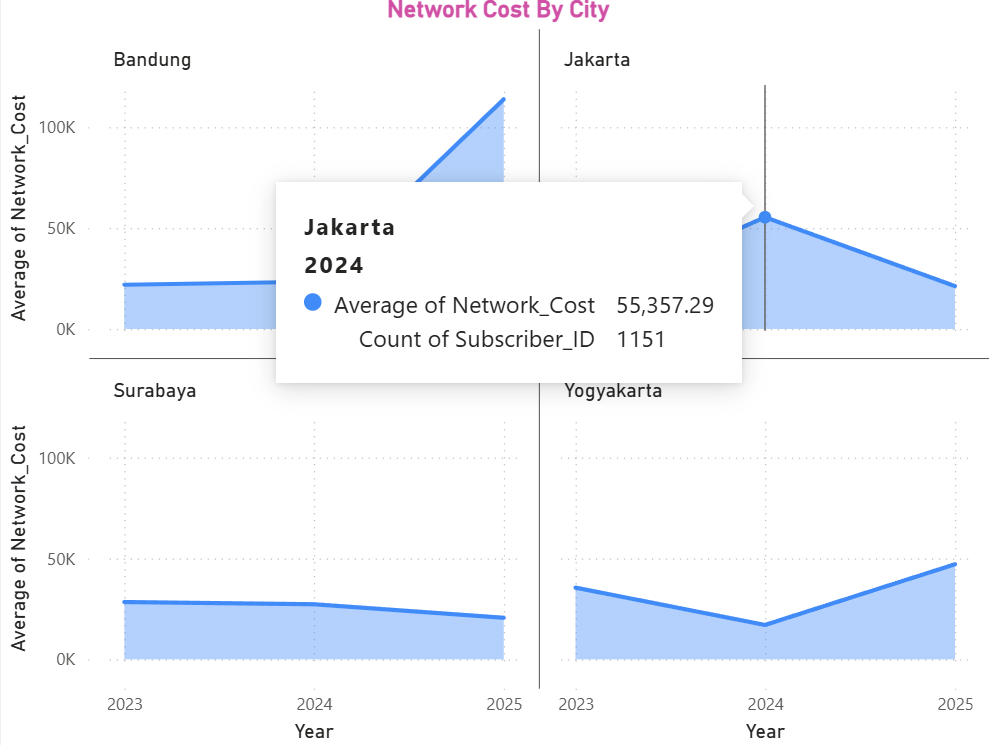 Network Cost By City
Bandung
Jakarta
Average of Network_Cost
100K
50K
0K
Jakarta
2024
Average of Network_Cost 55,357.29
Count of Subscriber_ID 1151
Surabaya
Yogyakarta
Average of Network_Cost
100K
50K
0K
2023 2024 2025 2023 2024 2025
Year Year